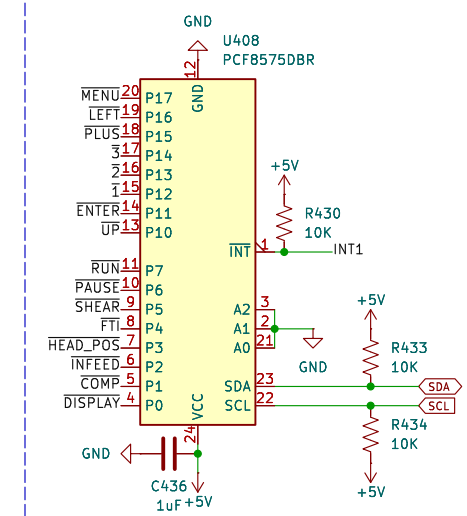 GND
U408
PCF8575DBR
12
GND
MENU 20 P17
LEFT 19 P16
PLUS 18 P15
3 17 P14
2 16 P13
1 15 P12
ENTER 14 P11
UP 13 P10
+5V
R430
10K
INT 1 INT1
RUN 11 P7
PAUSE 10 P6
SHEAR 9 P5
FTI 8 P4
HEAD_POS 7 P3
INFEED 6 P2
COMP 5 P1
DISPLAY 4 P0
A2 3
A1 2
A0 21
GND
+5V
R433
10K
SDA 23 SDA
SCL 22 SCL
R434
10K
+5V
VCC
24
GND
C436
1uF
+5V